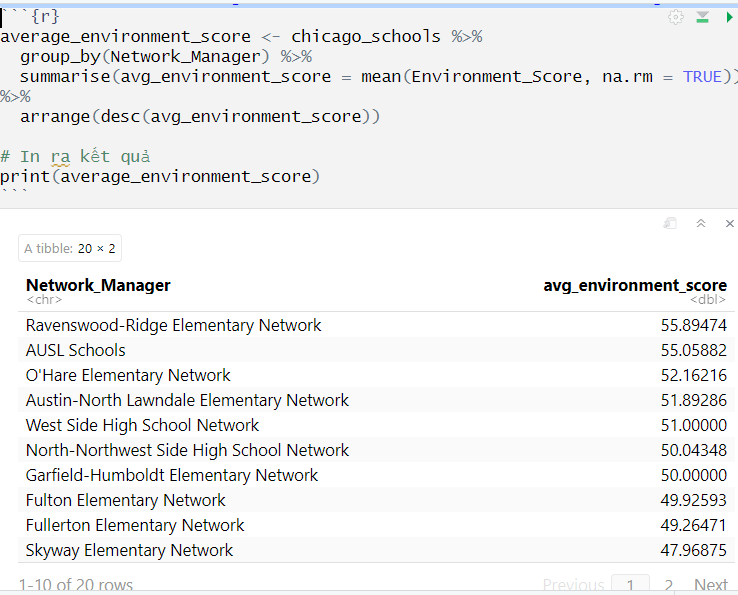 ```{r}
average_environment_score <- chicago_schools %>%
  group_by(Network_Manager) %>%
  summarise(avg_environment_score = mean(Environment_Score, na.rm = TRUE))
%>%
  arrange(desc(avg_environment_score))

# In ra kết quả
print(average_environment_score)
```
A tibble: 20 × 2
Network_Manager avg_environment_score
<chr> <dbl>
Ravenswood-Ridge Elementary Network 55.89474
AUSL Schools 55.05882
O'Hare Elementary Network 52.16216
Austin-North Lawndale Elementary Network 51.89286
West Side High School Network 51.00000
North-Northwest Side High School Network 50.04348
Garfield-Humboldt Elementary Network 50.00000
Fulton Elementary Network 49.92593
Fullerton Elementary Network 49.26471
Skyway Elementary Network 47.96875
1-10 of 20 rows Previous 1 2 Next